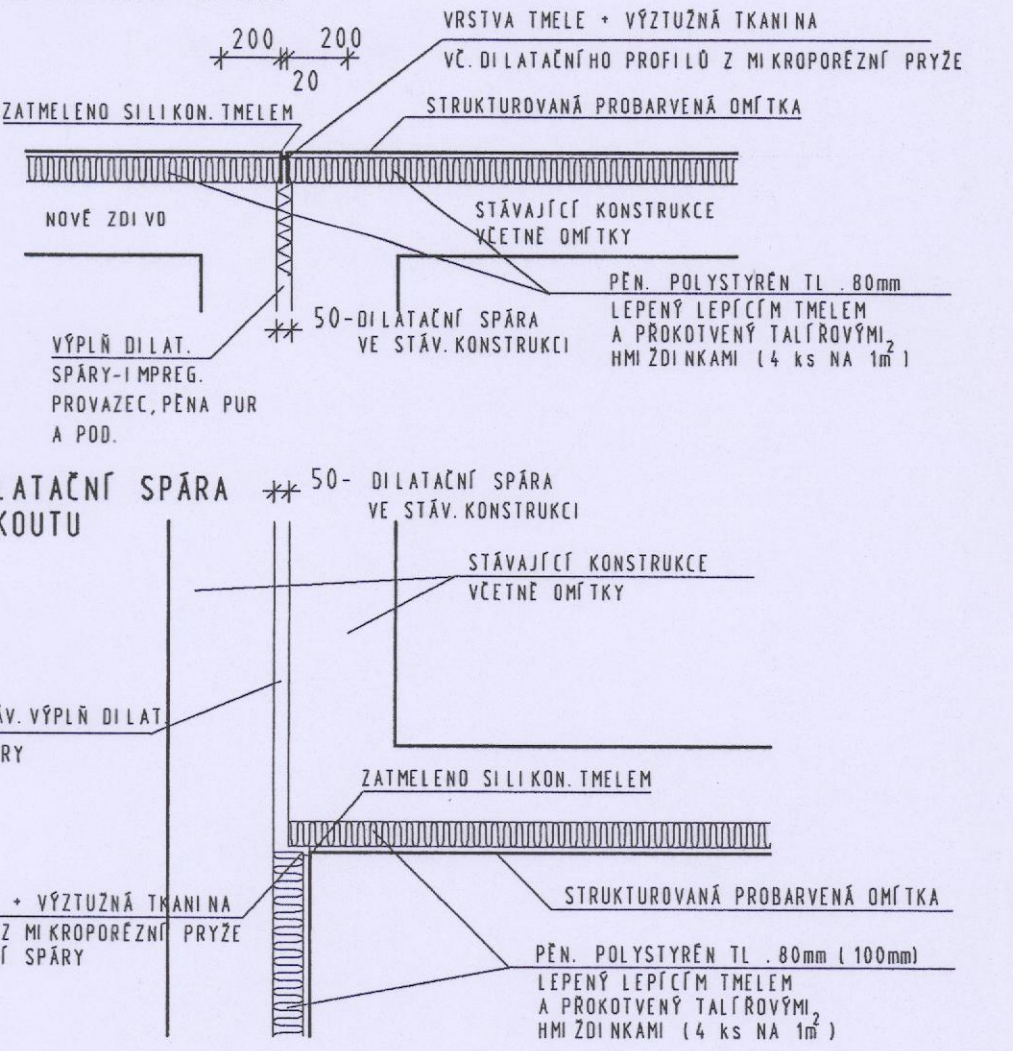 200 200
20
VRSTVA TMELE + VÝZTUŽNÁ TKANINA
VČ. DILATAČNÍHO PROFILŮ Z MIKROPORÉZNÍ PRYŽE
ZATMELENO SILIKON. TMELEM
STRUKTUROVANÁ PROBARVENÁ OMÍTKA
NOVÉ ZDIVO
STÁVAJÍCÍ KONSTRUKCE
VČETNĚ OMÍTKY
PĚN. POLYSTYRÉN TL . 80mm
LEPENÝ LEPÍCÍM TMELEM
A PŘOKOTVENÝ TALÍŘOVÝMI
HMIŽDINKAMI (4 ks NA 1m²)
50-DILATAČNÍ SPÁRA
VE STÁV. KONSTRUKCI
VÝPLŇ DILAT.
SPÁRY-IMPREG.
PROVAZEC, PĚNA PUR
A POD.
LATAČNÍ SPÁRA
KOUTU
50- DILATAČNÍ SPÁRA
VE STÁV. KONSTRUKCI
STÁVAJÍCÍ KONSTRUKCE
VČETNĚ OMÍTKY
ÁV. VÝPLŇ DILAT.
RY
ZATMELENO SILIKON. TMELEM
+ VÝZTUŽNÁ TKANINA
Z MIKROPORÉZNÍ PRYŽE
Í SPÁRY
STRUKTUROVANÁ PROBARVENÁ OMÍTKA
PĚN. POLYSTYRÉN TL . 80mm (100mm)
LEPENÝ LEPÍCÍM TMELEM
A PŘOKOTVENÝ TALÍŘOVÝMI
HMIŽDINKAMI (4 ks NA 1m²)